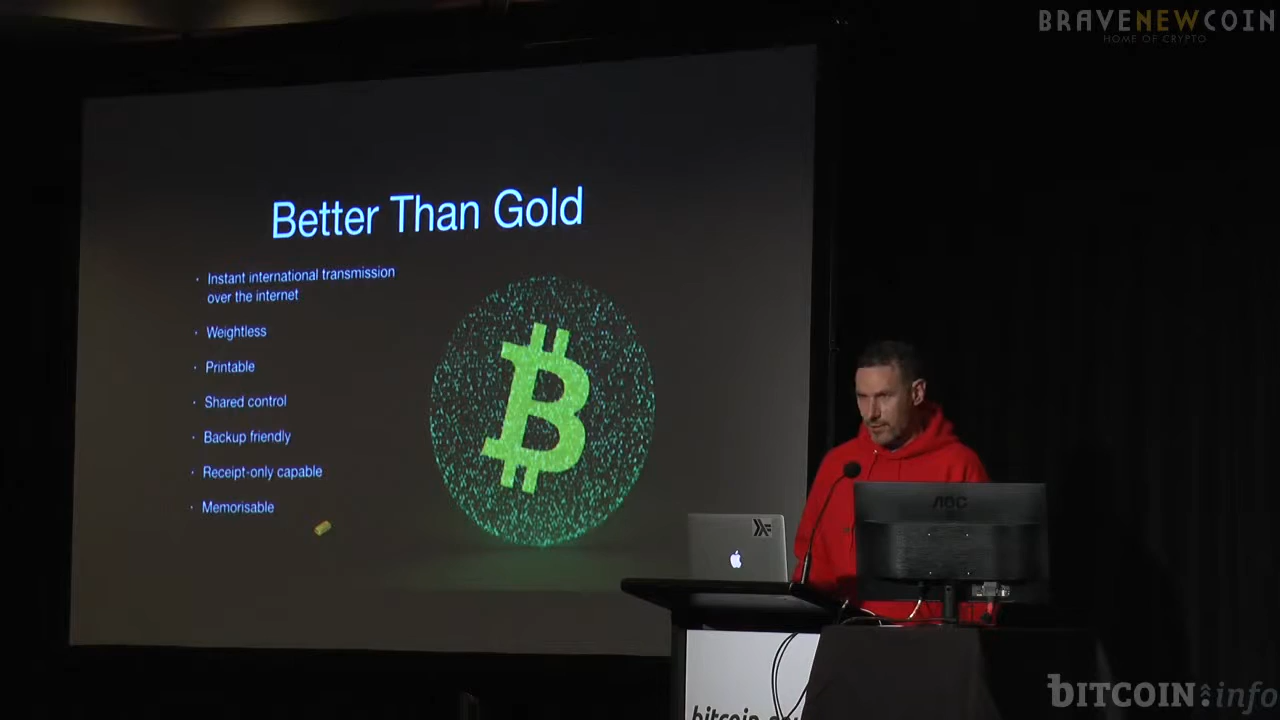 BRAVENEWCOIN
HOME OF CRYPTO
Better Than Gold
· Instant international transmission
over the internet
· Weightless
· Printable
· Shared control
· Backup friendly
· Receipt-only capable
· Memorisable
AOC
BITCOIN:info